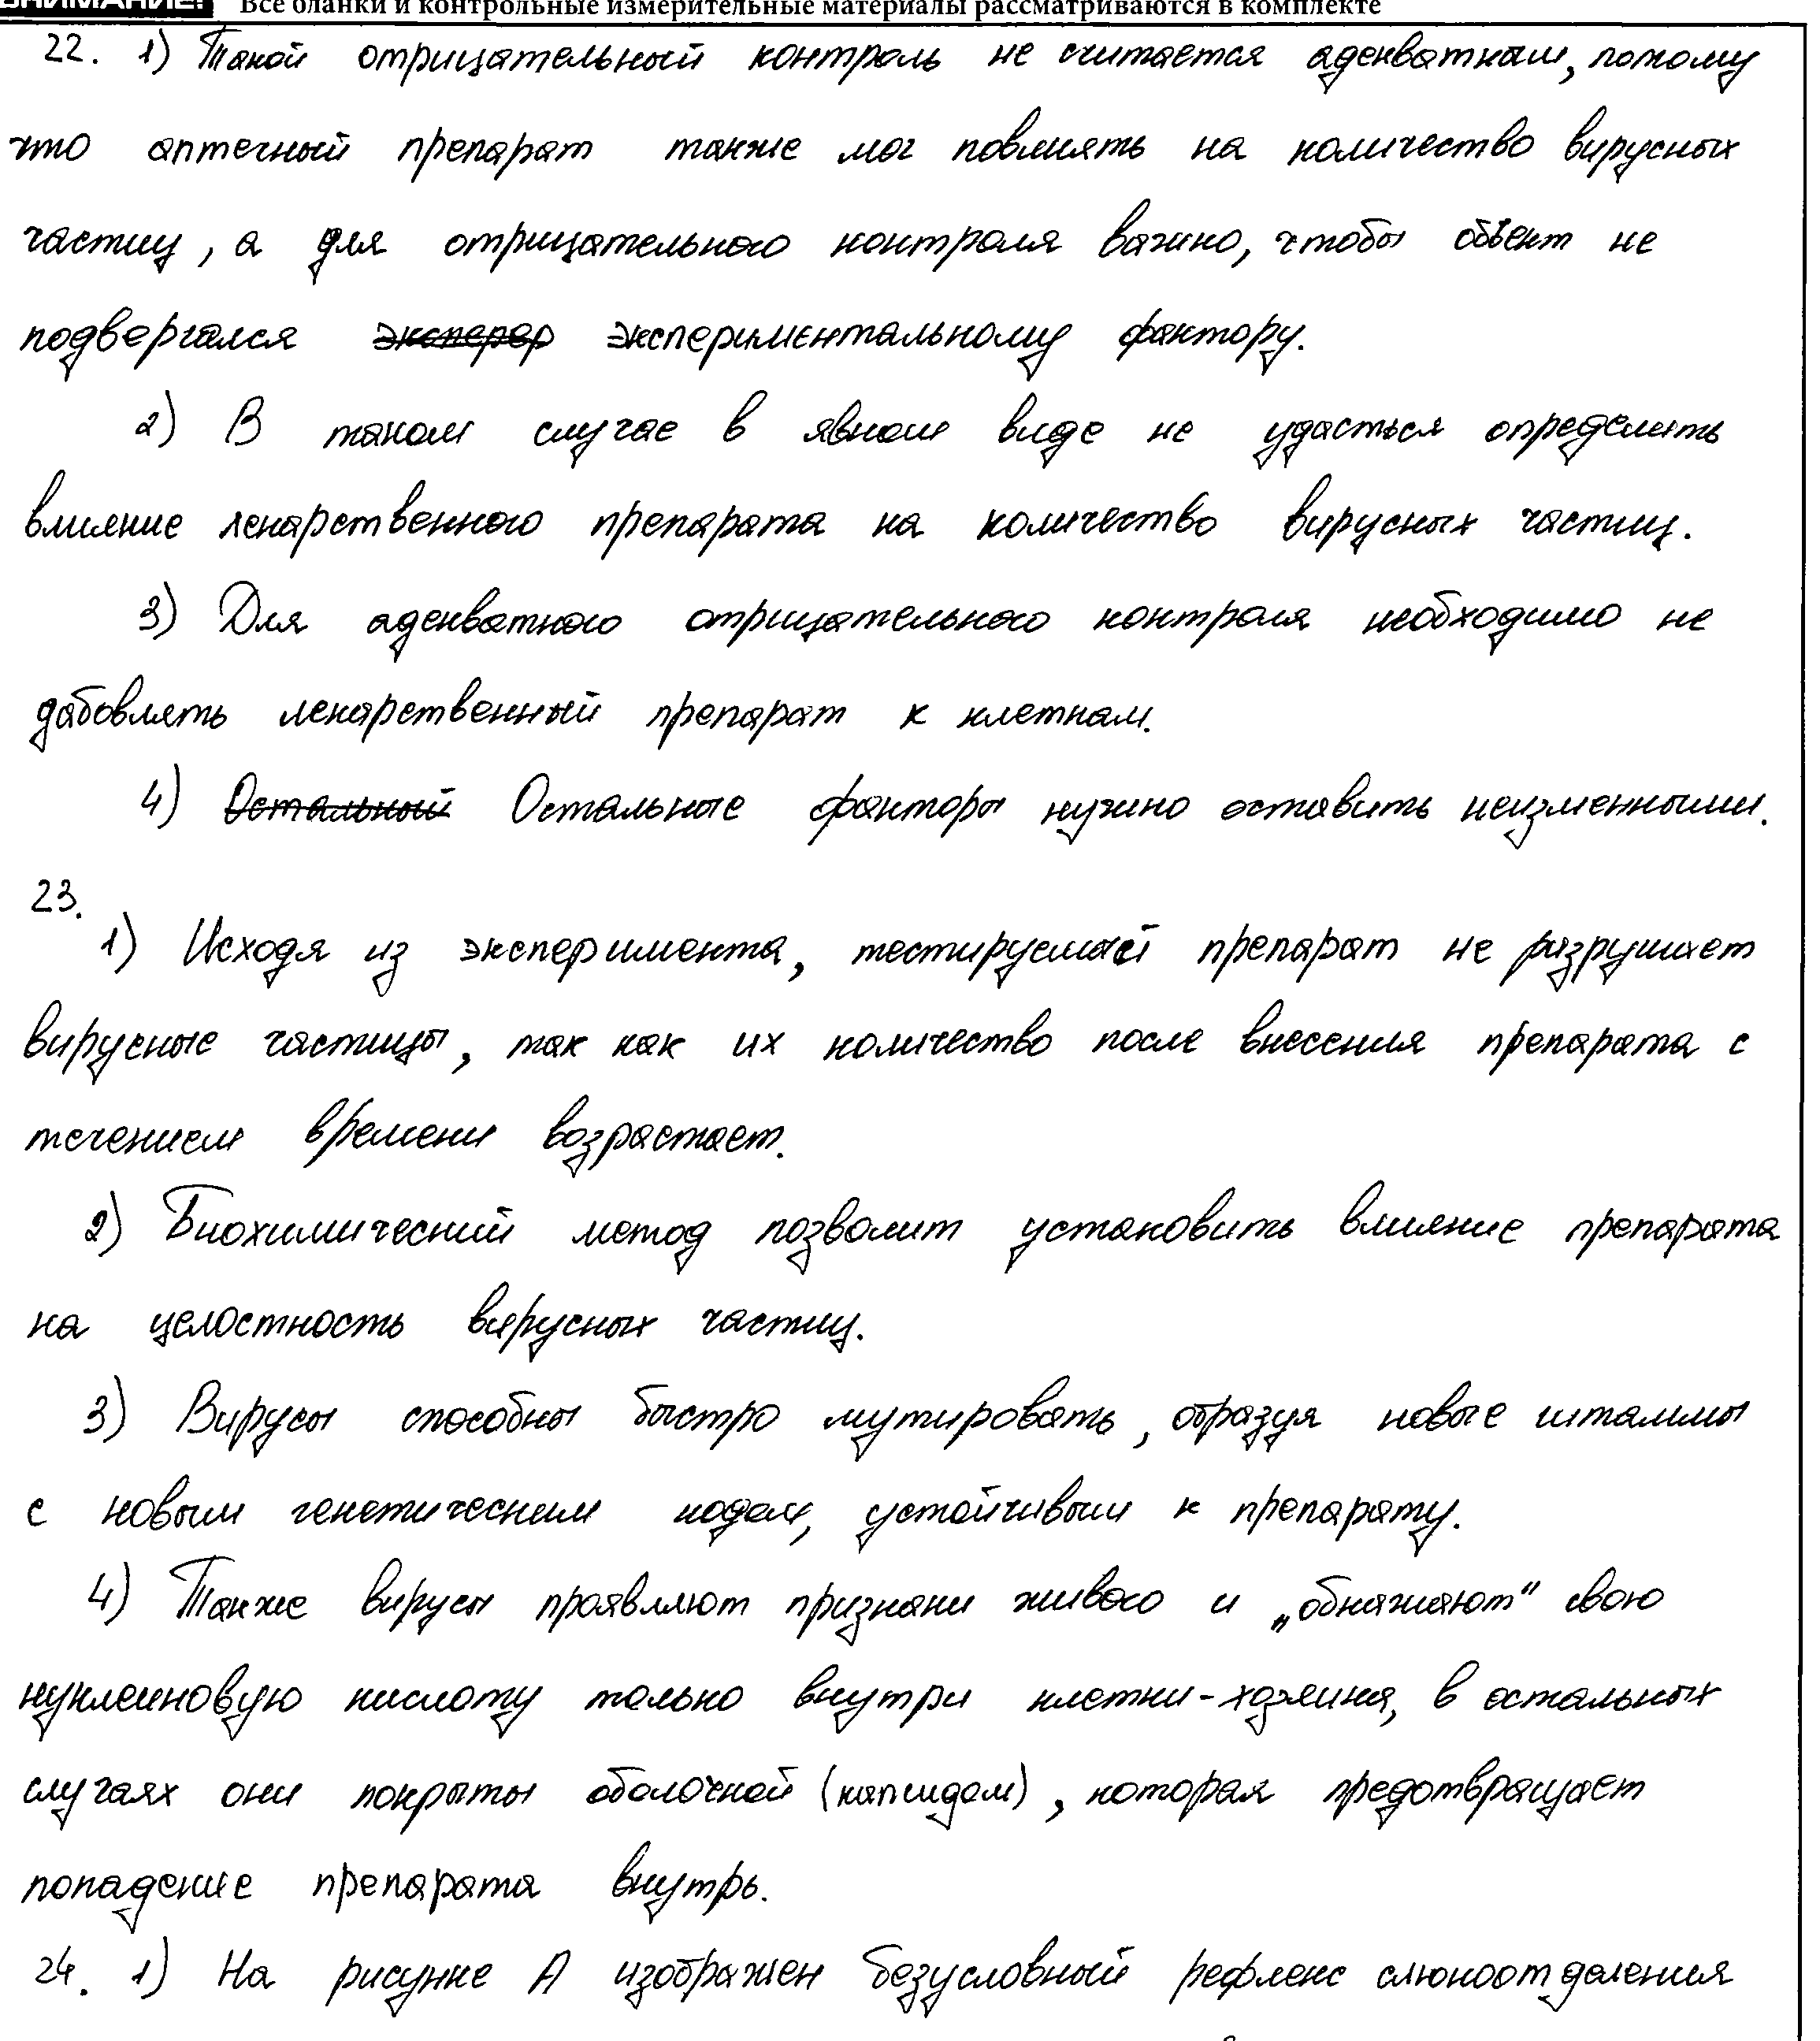 ВНИМАНИЕ! Все бланки и контрольные измерительные материалы рассматриваются в комплекте
22. 1) Такой отрицательный контроль не считается адекватным, потому
что аптечный препарат также мог повлиять на количество вирусных
частиц, а для отрицательного контроля важно, чтобы объект не
подвергался экспер экспериментальному фактору.
2) В таком случае в явном виде не удасться определить
влияние лекарственного препарата на количество вирусных частиц.
3) Для адекватного отрицательного контроля необходимо не
дабовлять лекарственный препарат к клеткам.
4) Остальный Остальные факторы нужно оставить неизменными.
23.
1) Исходя из эксперимента, тестируемый препарат не разрушает
вирусные частицы, так как их количество после внесения препарата с
течением времени возрастает.
2) Биохимический метод позволит установить влияние препарата
на целостность вирусных частиц.
3) Вирусы способны быстро мутировать, образуя новые штаммы
с новым генетическим кодом, устойчивым к препарату.
4) Также вирусы проявляют признаки живого и „обнажают" свою
нуклеиновую кислоту только внутри клетки-хозяина, в остальных
случаях они покрыты оболочкой (капсидом), которая предотвращает
попадение препарата внутрь.
24. 1) На рисунке А изображен безусловный рефлекс слюноотделения